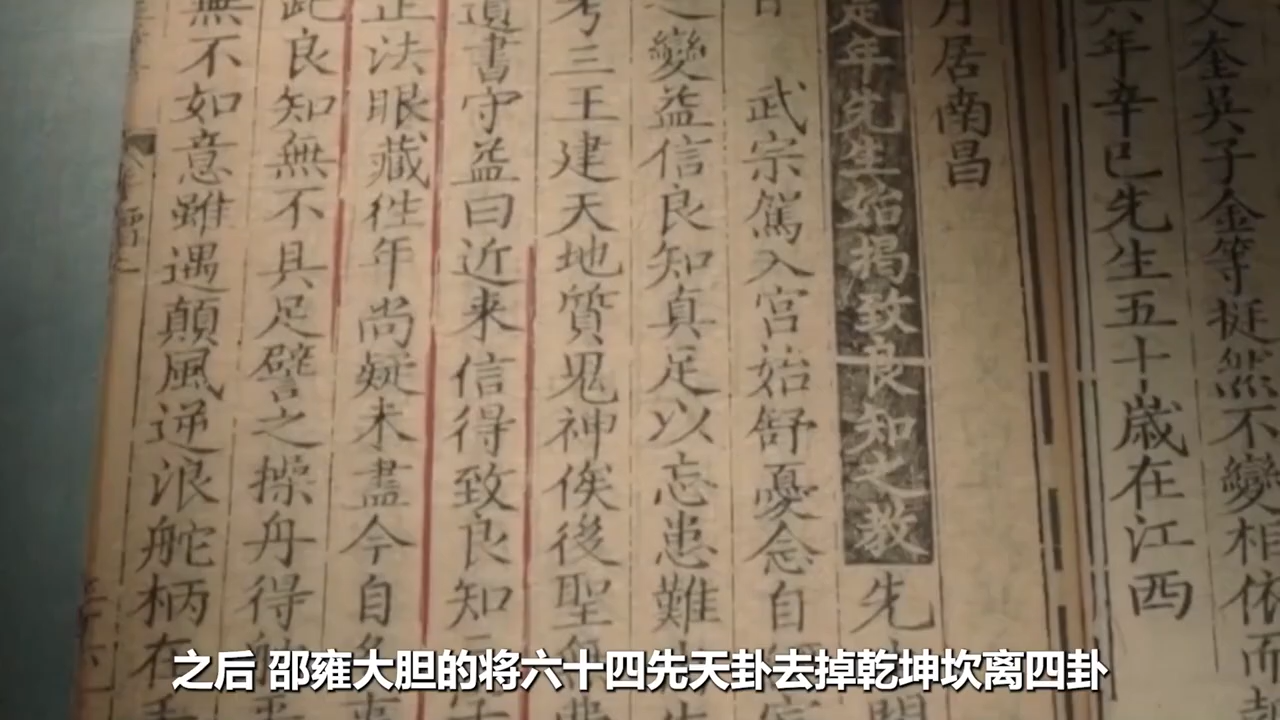 文奎吳子金等挺然不變相依而起
六年辛巳先生五十歲在江西
月居南昌
是年先生始揭致良知之教先
武宗駕入宮始舒憂念自
之變益信良知真足以忘患難
考三王建天地質鬼神俟後聖無
遺書守益曰近來信得致良知
正法眼藏徃年尚疑未盡今自
此良知無不具足譬之操舟得
無不如意雖遇顛風逆浪舵柄在
之后 邵雍大胆的将六十四先天卦去掉乾坤坎离四卦